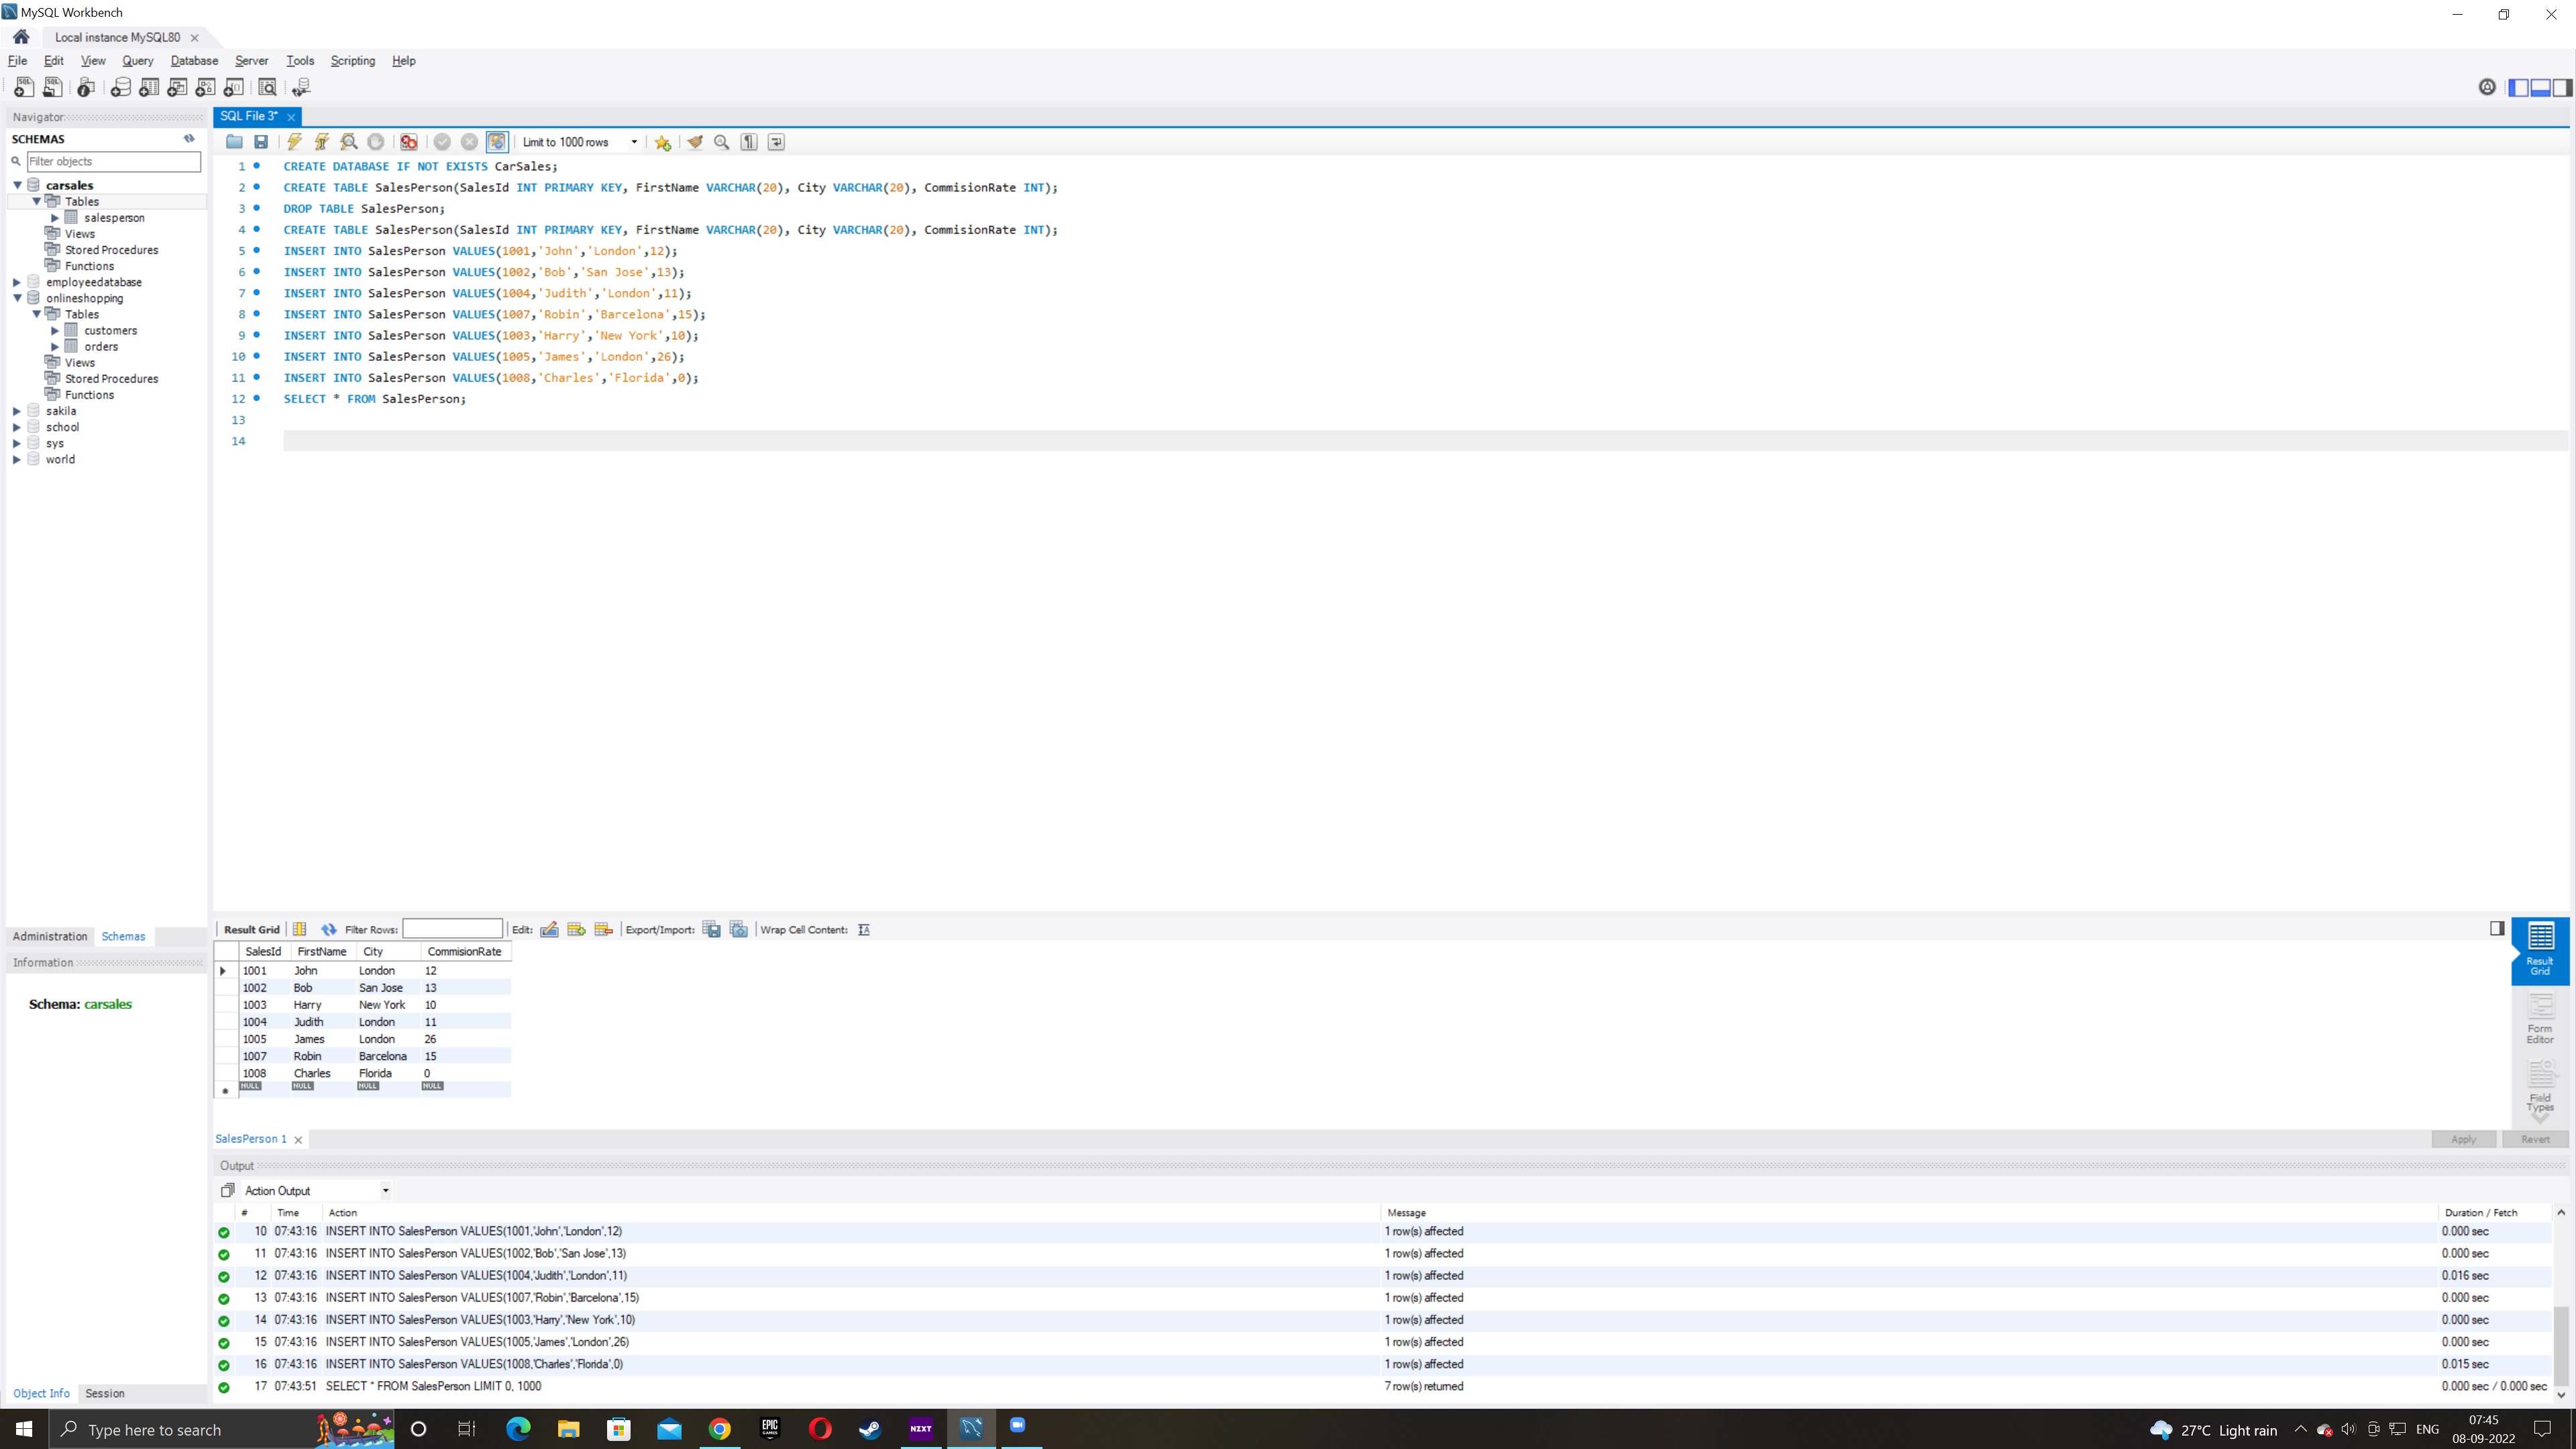 MySQL Workbench
Local instance MySQL80
File Edit View Query Database Server Tools Scripting Help
Navigator
SCHEMAS
Filter objects
carsales
Tables
salesperson
Views
Stored Procedures
Functions
employeedatabase
onlineshopping
Tables
customers
orders
Views
Stored Procedures
Functions
sakila
school
sys
world
Administration Schemas
Information
Schema: carsales
Object Info Session
SQL File 3*
Limit to 1000 rows
1 CREATE DATABASE IF NOT EXISTS CarSales;
2 CREATE TABLE SalesPerson(SalesId INT PRIMARY KEY, FirstName VARCHAR(20), City VARCHAR(20), CommisionRate INT);
3 DROP TABLE SalesPerson;
4 CREATE TABLE SalesPerson(SalesId INT PRIMARY KEY, FirstName VARCHAR(20), City VARCHAR(20), CommisionRate INT);
5 INSERT INTO SalesPerson VALUES(1001,'John','London',12);
6 INSERT INTO SalesPerson VALUES(1002,'Bob','San Jose',13);
7 INSERT INTO SalesPerson VALUES(1004,'Judith','London',11);
8 INSERT INTO SalesPerson VALUES(1007,'Robin','Barcelona',15);
9 INSERT INTO SalesPerson VALUES(1003,'Harry','New York',10);
10 INSERT INTO SalesPerson VALUES(1005,'James','London',26);
11 INSERT INTO SalesPerson VALUES(1008,'Charles','Florida',0);
12 SELECT * FROM SalesPerson;
13
14
Result Grid Filter Rows: Edit: Export/Import: Wrap Cell Content:
SalesId FirstName City CommisionRate
1001 John London 12
1002 Bob San Jose 13
1003 Harry New York 10
1004 Judith London 11
1005 James London 26
1007 Robin Barcelona 15
1008 Charles Florida 0
NULL NULL NULL NULL
Result
Grid
Form
Editor
Field
Types
SalesPerson 1
Apply Revert
Output
Action Output
# Time Action Message Duration / Fetch
10 07:43:16 INSERT INTO SalesPerson VALUES(1001,'John','London',12) 1 row(s) affected 0.000 sec
11 07:43:16 INSERT INTO SalesPerson VALUES(1002,'Bob','San Jose',13) 1 row(s) affected 0.000 sec
12 07:43:16 INSERT INTO SalesPerson VALUES(1004,'Judith','London',11) 1 row(s) affected 0.016 sec
13 07:43:16 INSERT INTO SalesPerson VALUES(1007,'Robin','Barcelona',15) 1 row(s) affected 0.000 sec
14 07:43:16 INSERT INTO SalesPerson VALUES(1003,'Harry','New York',10) 1 row(s) affected 0.000 sec
15 07:43:16 INSERT INTO SalesPerson VALUES(1005,'James','London',26) 1 row(s) affected 0.000 sec
16 07:43:16 INSERT INTO SalesPerson VALUES(1008,'Charles','Florida',0) 1 row(s) affected 0.015 sec
17 07:43:51 SELECT * FROM SalesPerson LIMIT 0, 1000 7 row(s) returned 0.000 sec / 0.000 sec
Type here to search
EPIC
GAMES
NZXT
27°C Light rain
ENG
07:45
08-09-2022